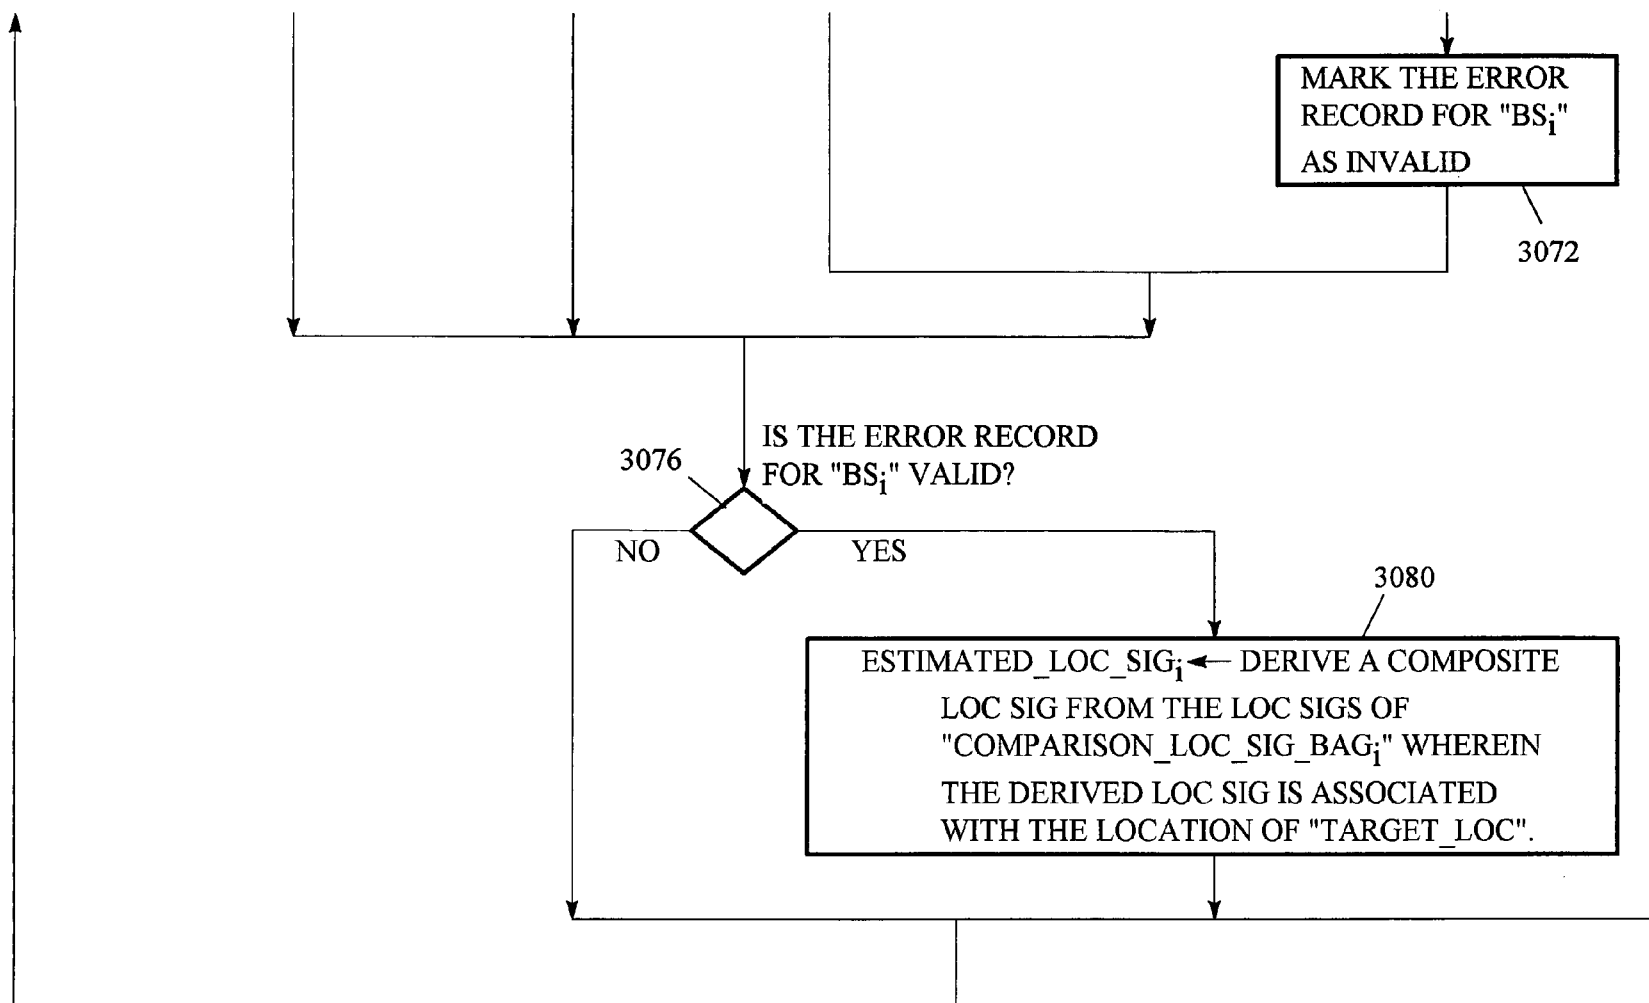 MARK THE ERROR
RECORD FOR "BSi"
AS INVALID
3072
IS THE ERROR RECORD
3076
FOR "BSi" VALID?
NO
YES
3080
ESTIMATED_LOC_SIGi ← DERIVE A COMPOSITE
LOC SIG FROM THE LOC SIGS OF
"COMPARISON_LOC_SIG_BAGi" WHEREIN
THE DERIVED LOC SIG IS ASSOCIATED
WITH THE LOCATION OF "TARGET_LOC".